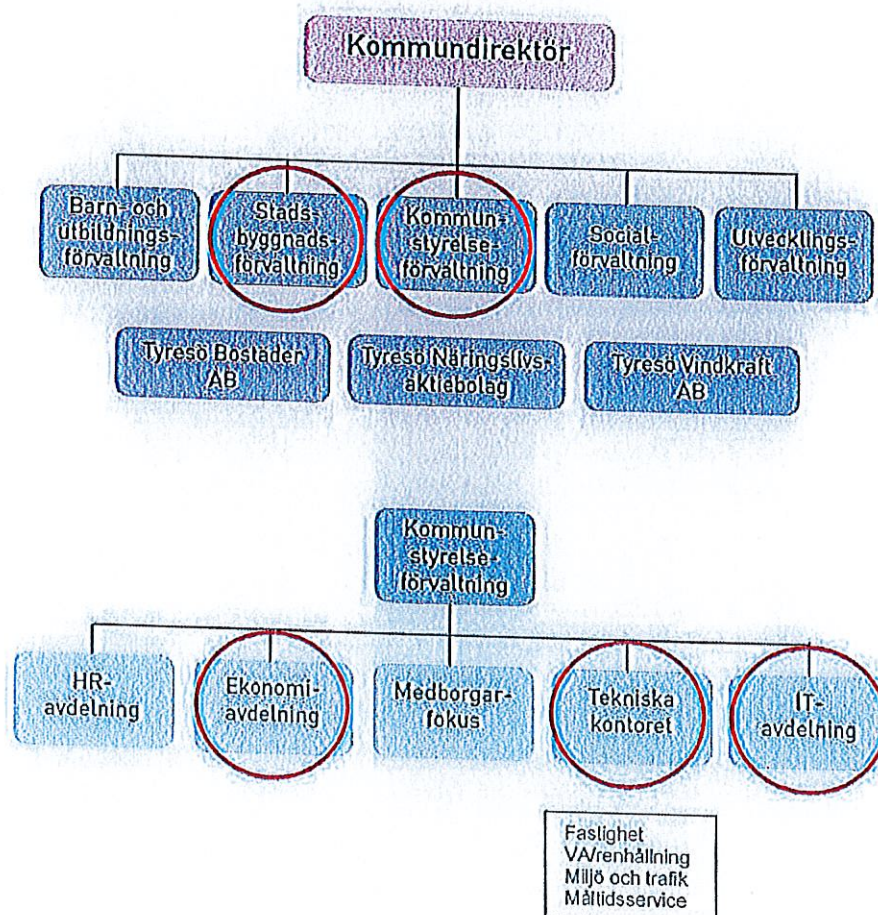 Kommundirektör
Barn- och
utbildnings-
förvaltning
Stads-
byggnads-
förvaltning
Kommun-
styrelse-
förvaltning
Social-
förvaltning
Utvecklings-
förvaltning
Tyresö Bostäder
AB
Tyresö Näringslivs-
aktiebolag
Tyresö Vindkraft
AB
Kommun-
styrelse-
förvaltning
HR-
avdelning
Ekonomi-
avdelning
Medborgar-
fokus
Tekniska
kontoret
IT-
avdelning
Fastighet
VA/renhållning
Miljö och trafik
Måltidsservice